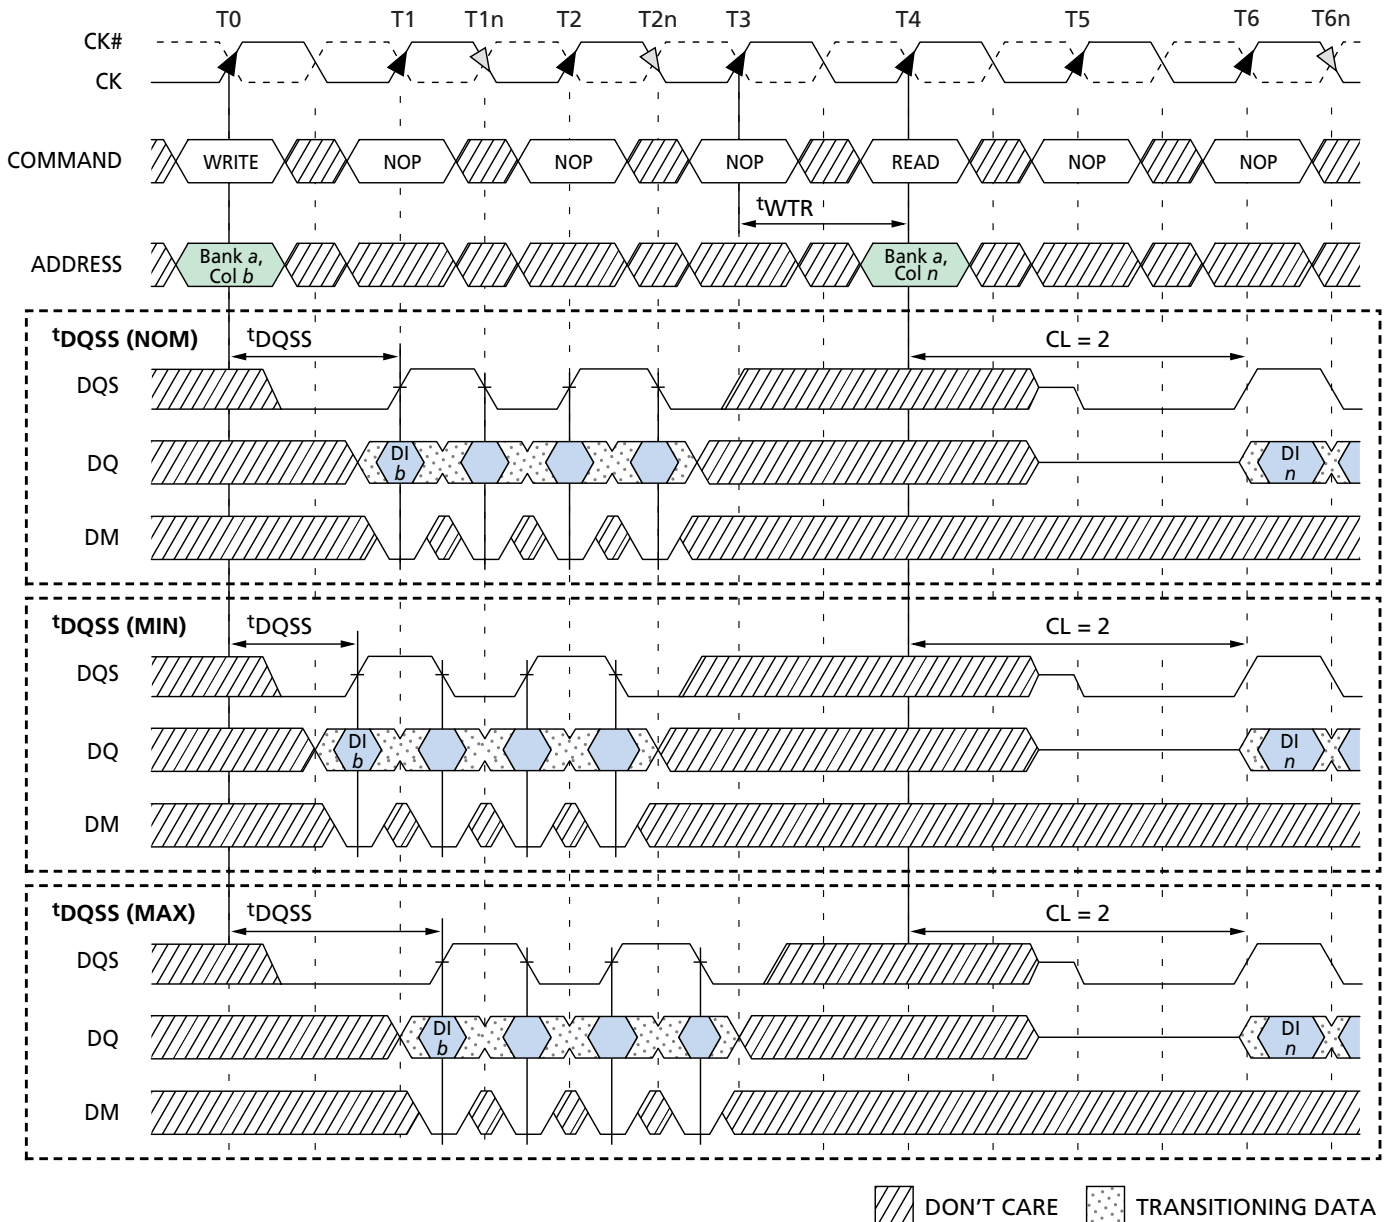 T0 T1 T1n T2 T2n T3 T4 T5 T6 T6n
CK#
CK
COMMAND WRITE NOP NOP NOP READ NOP NOP
tWTR
ADDRESS Bank a, Col b Bank a, Col n
tDQSS (NOM) tDQSS CL = 2
DQS
DQ DI b DI n
DM
tDQSS (MIN) tDQSS CL = 2
DQS
DQ DI b DI n
DM
tDQSS (MAX) tDQSS CL = 2
DQS
DQ DI b DI n
DM
DON'T CARE TRANSITIONING DATA